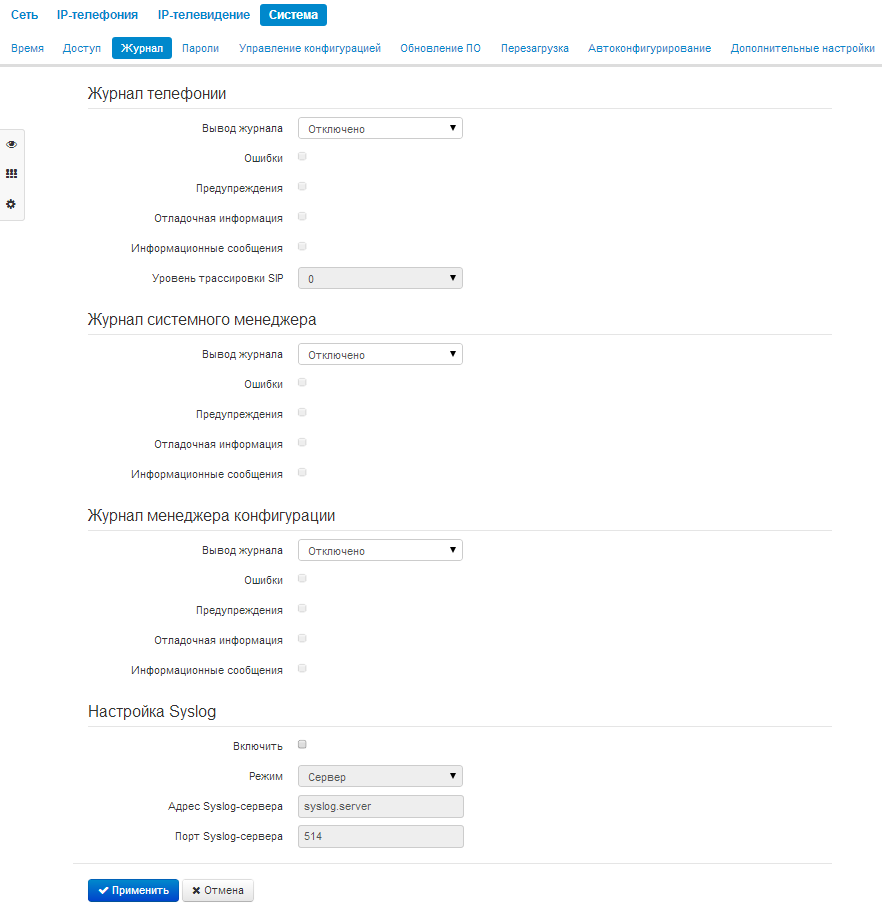 Сеть IP-телефония IP-телевидение Система
Время Доступ Журнал Пароли Управление конфигурацией Обновление ПО Перезагрузка Автоконфигурирование Дополнительные настройки
Журнал телефонии
Вывод журнала Отключено
Ошибки
Предупреждения
Отладочная информация
Информационные сообщения
Уровень трассировки SIP 0
Журнал системного менеджера
Вывод журнала Отключено
Ошибки
Предупреждения
Отладочная информация
Информационные сообщения
Журнал менеджера конфигурации
Вывод журнала Отключено
Ошибки
Предупреждения
Отладочная информация
Информационные сообщения
Настройка Syslog
Включить
Режим Сервер
Адрес Syslog-сервера syslog.server
Порт Syslog-сервера 514
Применить Отмена